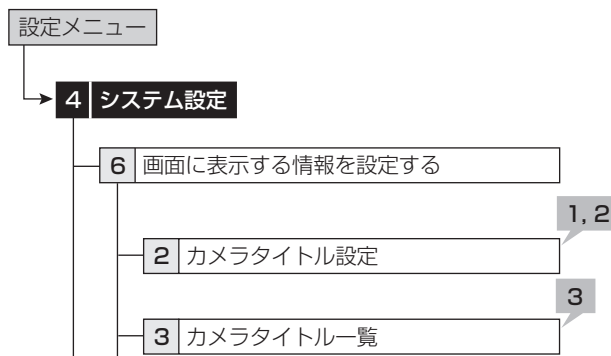 設定メニュー
4 システム設定
6 画面に表示する情報を設定する
1, 2
2 カメラタイトル設定
3
3 カメラタイトル一覧